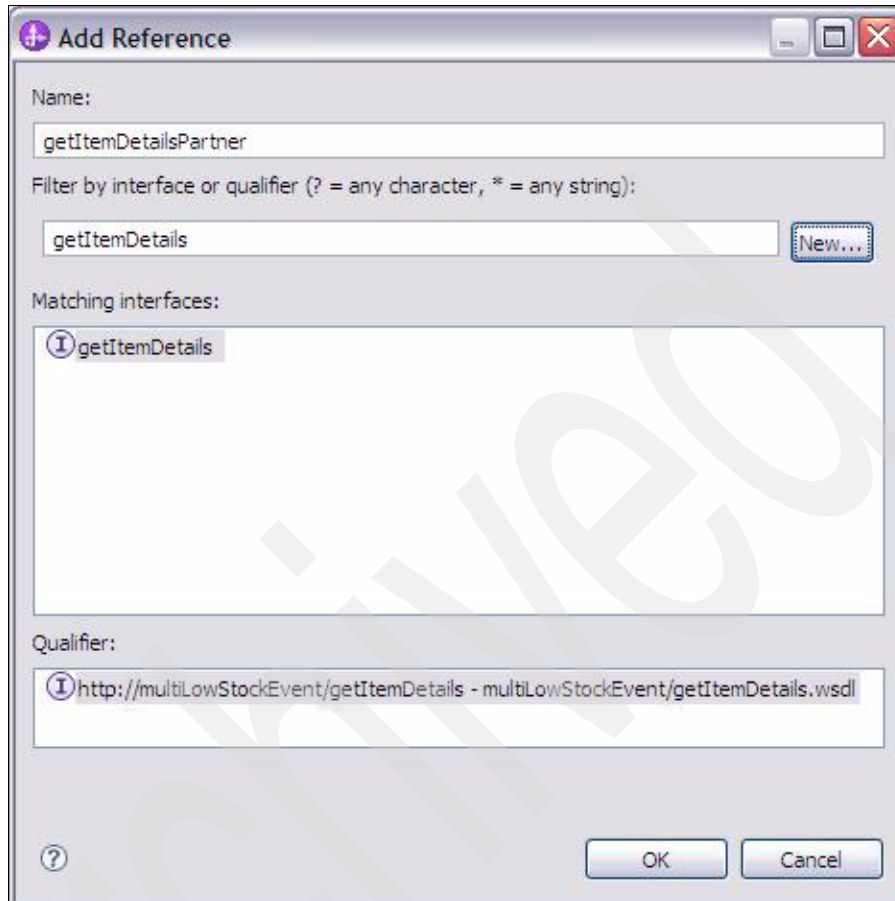 Add Reference
Name:
getItemDetailsPartner
Filter by interface or qualifier (? = any character, * = any string):
getItemDetails
New...
Matching interfaces:
I getItemDetails
Qualifier:
I http://multiLowStockEvent/getItemDetails - multiLowStockEvent/getItemDetails.wsdl
? OK Cancel
Archived